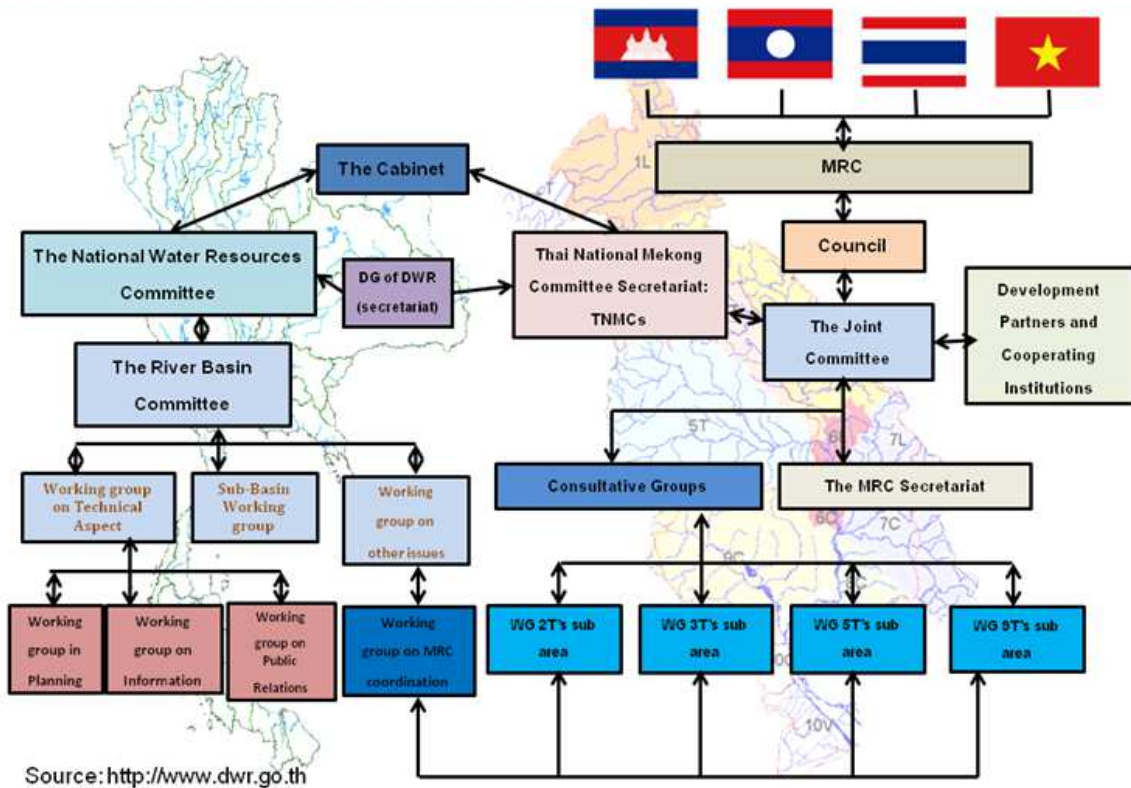 MRC
The Cabinet
Council
The National Water Resources
Committee
DG of DWR
(secretariat)
Thai National Mekong
Committee Secretariat:
TNMCs
The Joint
Committee
Development
Partners and
Cooperating
Institutions
The River Basin
Committee
Working group
on Technical
Aspect
Sub-Basin
Working
group
Working
group on
other issues
Consultative Groups
The MRC Secretariat
Working
group in
Planning
Working
group on
Information
Working
group on
Public
Relations
Working
group on MRC
coordination
WG 2T's sub
area
WG 3T's sub
area
WG 5T's sub
area
WG 9T's sub
area
1L
5T
7L
6C
7C
9C
10V
Source: http://www.dwr.go.th